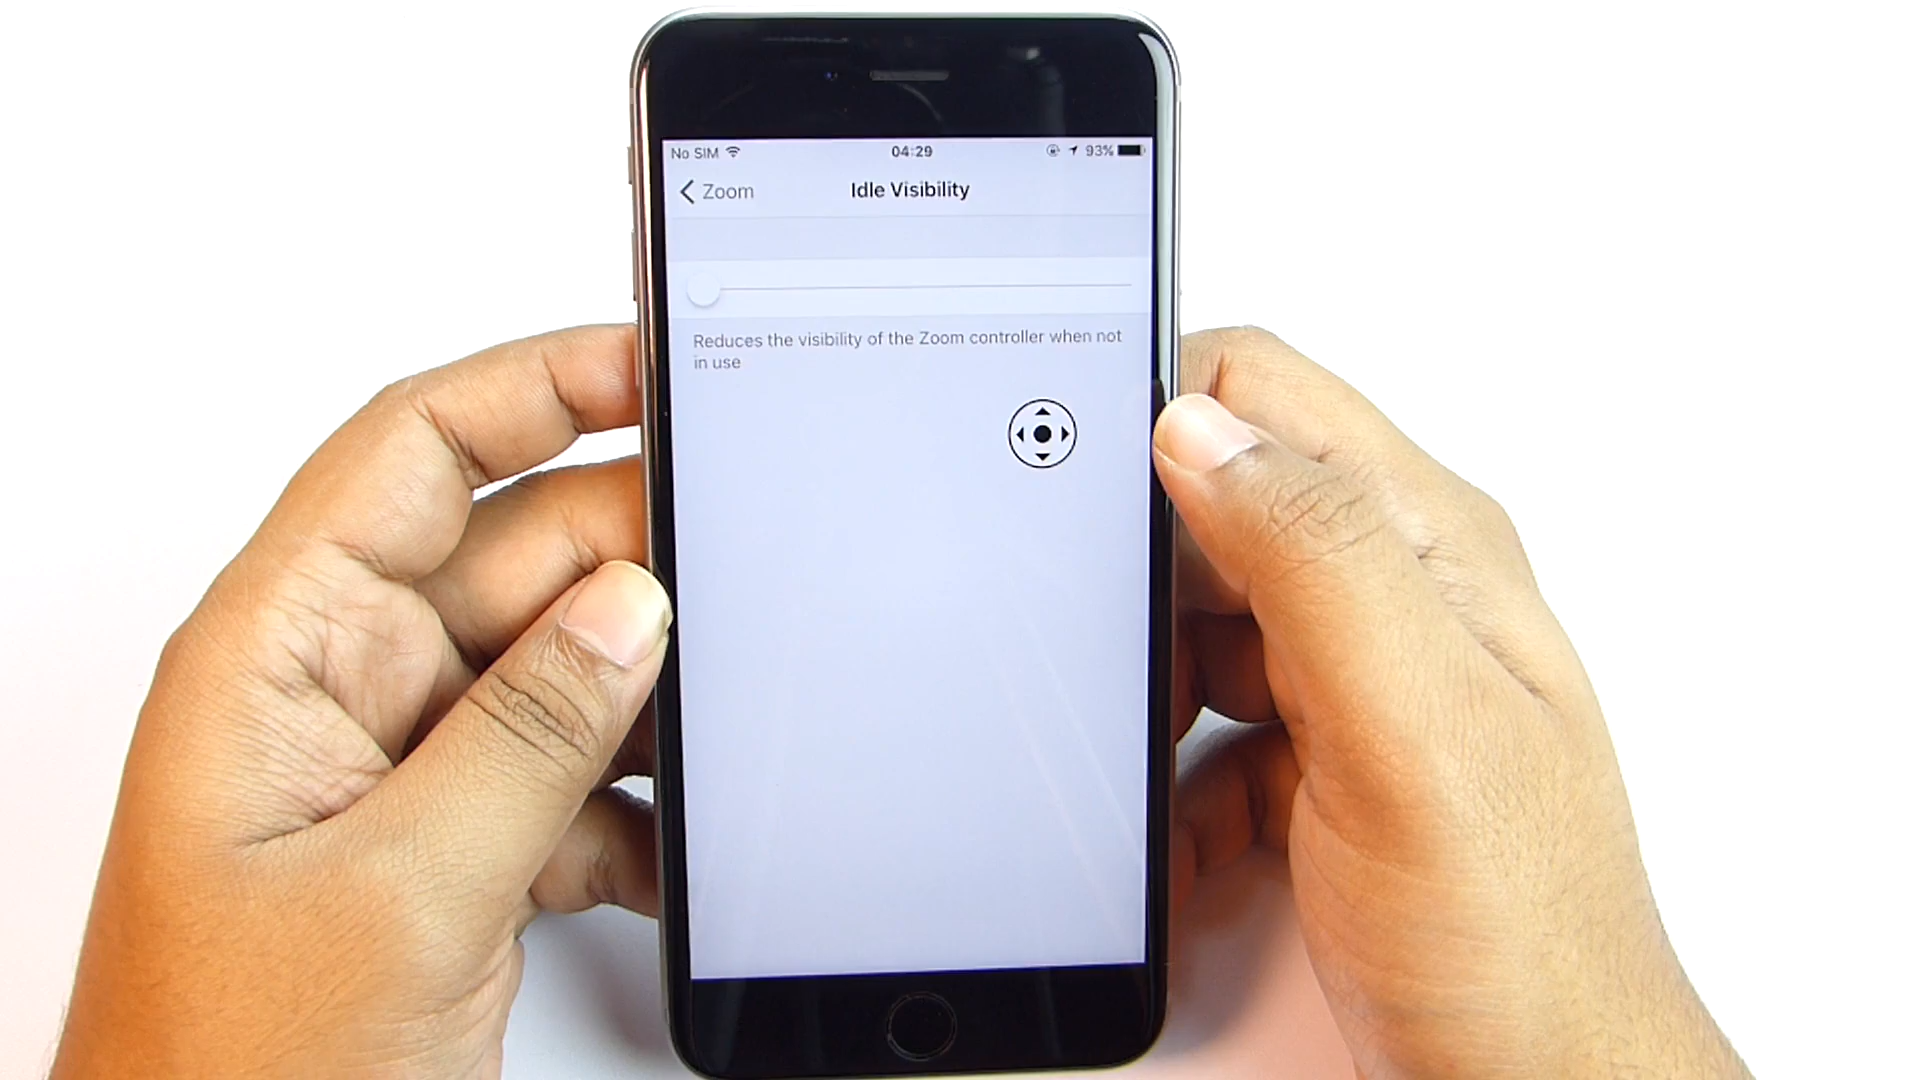 No SIM 04:29 93%
Zoom Idle Visibility
Reduces the visibility of the Zoom controller when not
in use